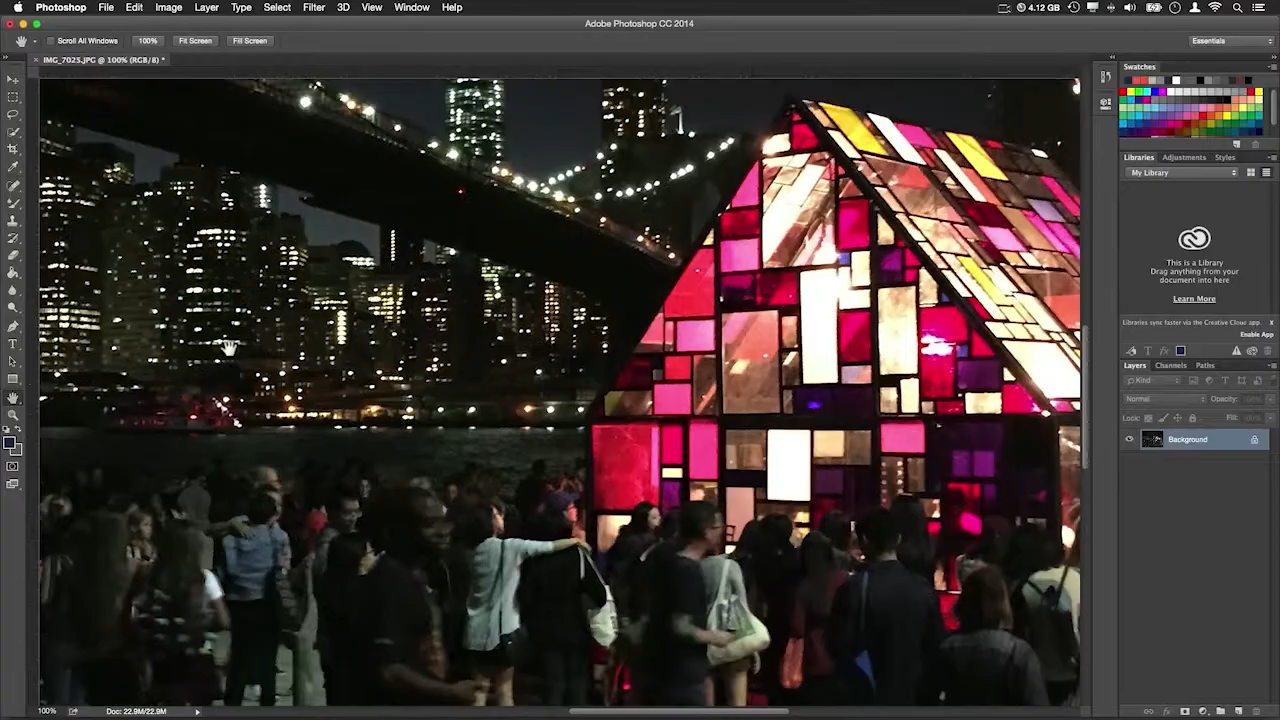 Photoshop File Edit Image Layer Type Select Filter 3D View Window Help 4.12 GB
Adobe Photoshop CC 2014
Scroll All Windows 100% Fit Screen Fill Screen Essentials
× IMG_7025.JPG @ 100% (RGB/8) *
Swatches
Libraries Adjustments Styles
My Library
This is a Library
Drag anything from your
document into here
Learn More
Libraries sync faster via the Creative Cloud app. x
Enable App
Layers Channels Paths
Kind
Normal Opacity: 100%
Lock: Fill: 100%
Background
100% Doc: 22.9M/22.9M